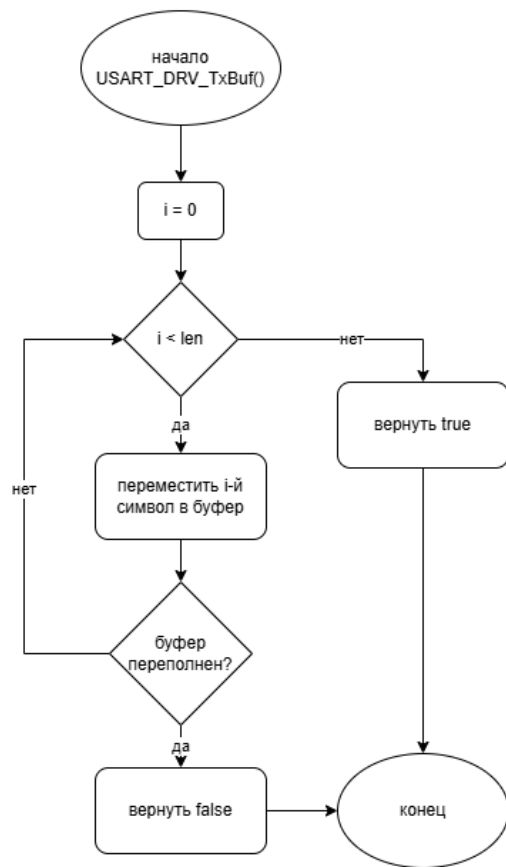 начало
USART_DRV_TxBuf()
i = 0
i < len
нет
да
вернуть true
переместить i-й
символ в буфер
нет
буфер
переполнен?
да
вернуть false
конец